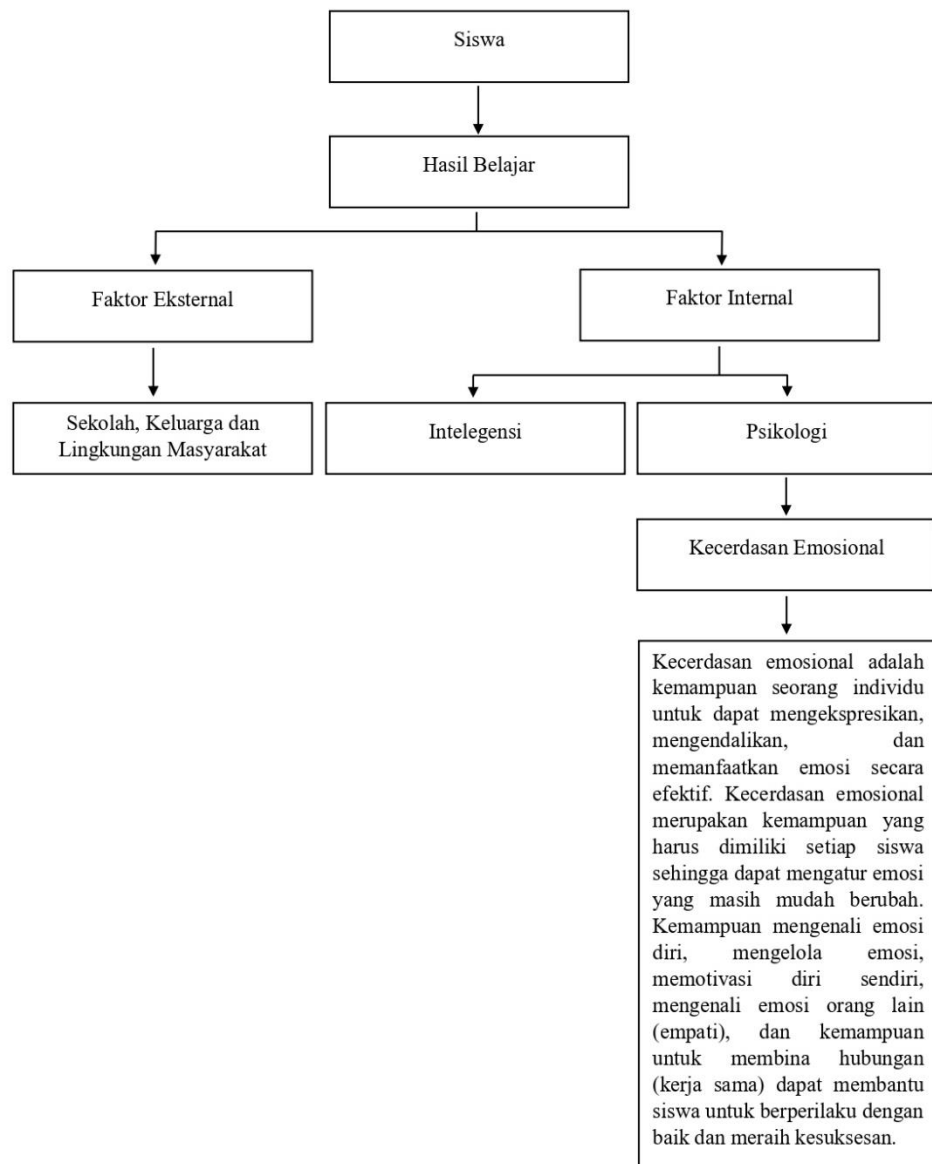 Siswa
Hasil Belajar
Faktor Eksternal
Faktor Internal
Sekolah, Keluarga dan
Lingkungan Masyarakat
Intelegensi
Psikologi
Kecerdasan Emosional
Kecerdasan emosional adalah
kemampuan seorang individu
untuk dapat mengekspresikan,
mengendalikan, dan
memanfaatkan emosi secara
efektif. Kecerdasan emosional
merupakan kemampuan yang
harus dimiliki setiap siswa
sehingga dapat mengatur emosi
yang masih mudah berubah.
Kemampuan mengenali emosi
diri, mengelola emosi,
memotivasi diri sendiri,
mengenali emosi orang lain
(empati), dan kemampuan
untuk membina hubungan
(kerja sama) dapat membantu
siswa untuk berperilaku dengan
baik dan meraih kesuksesan.